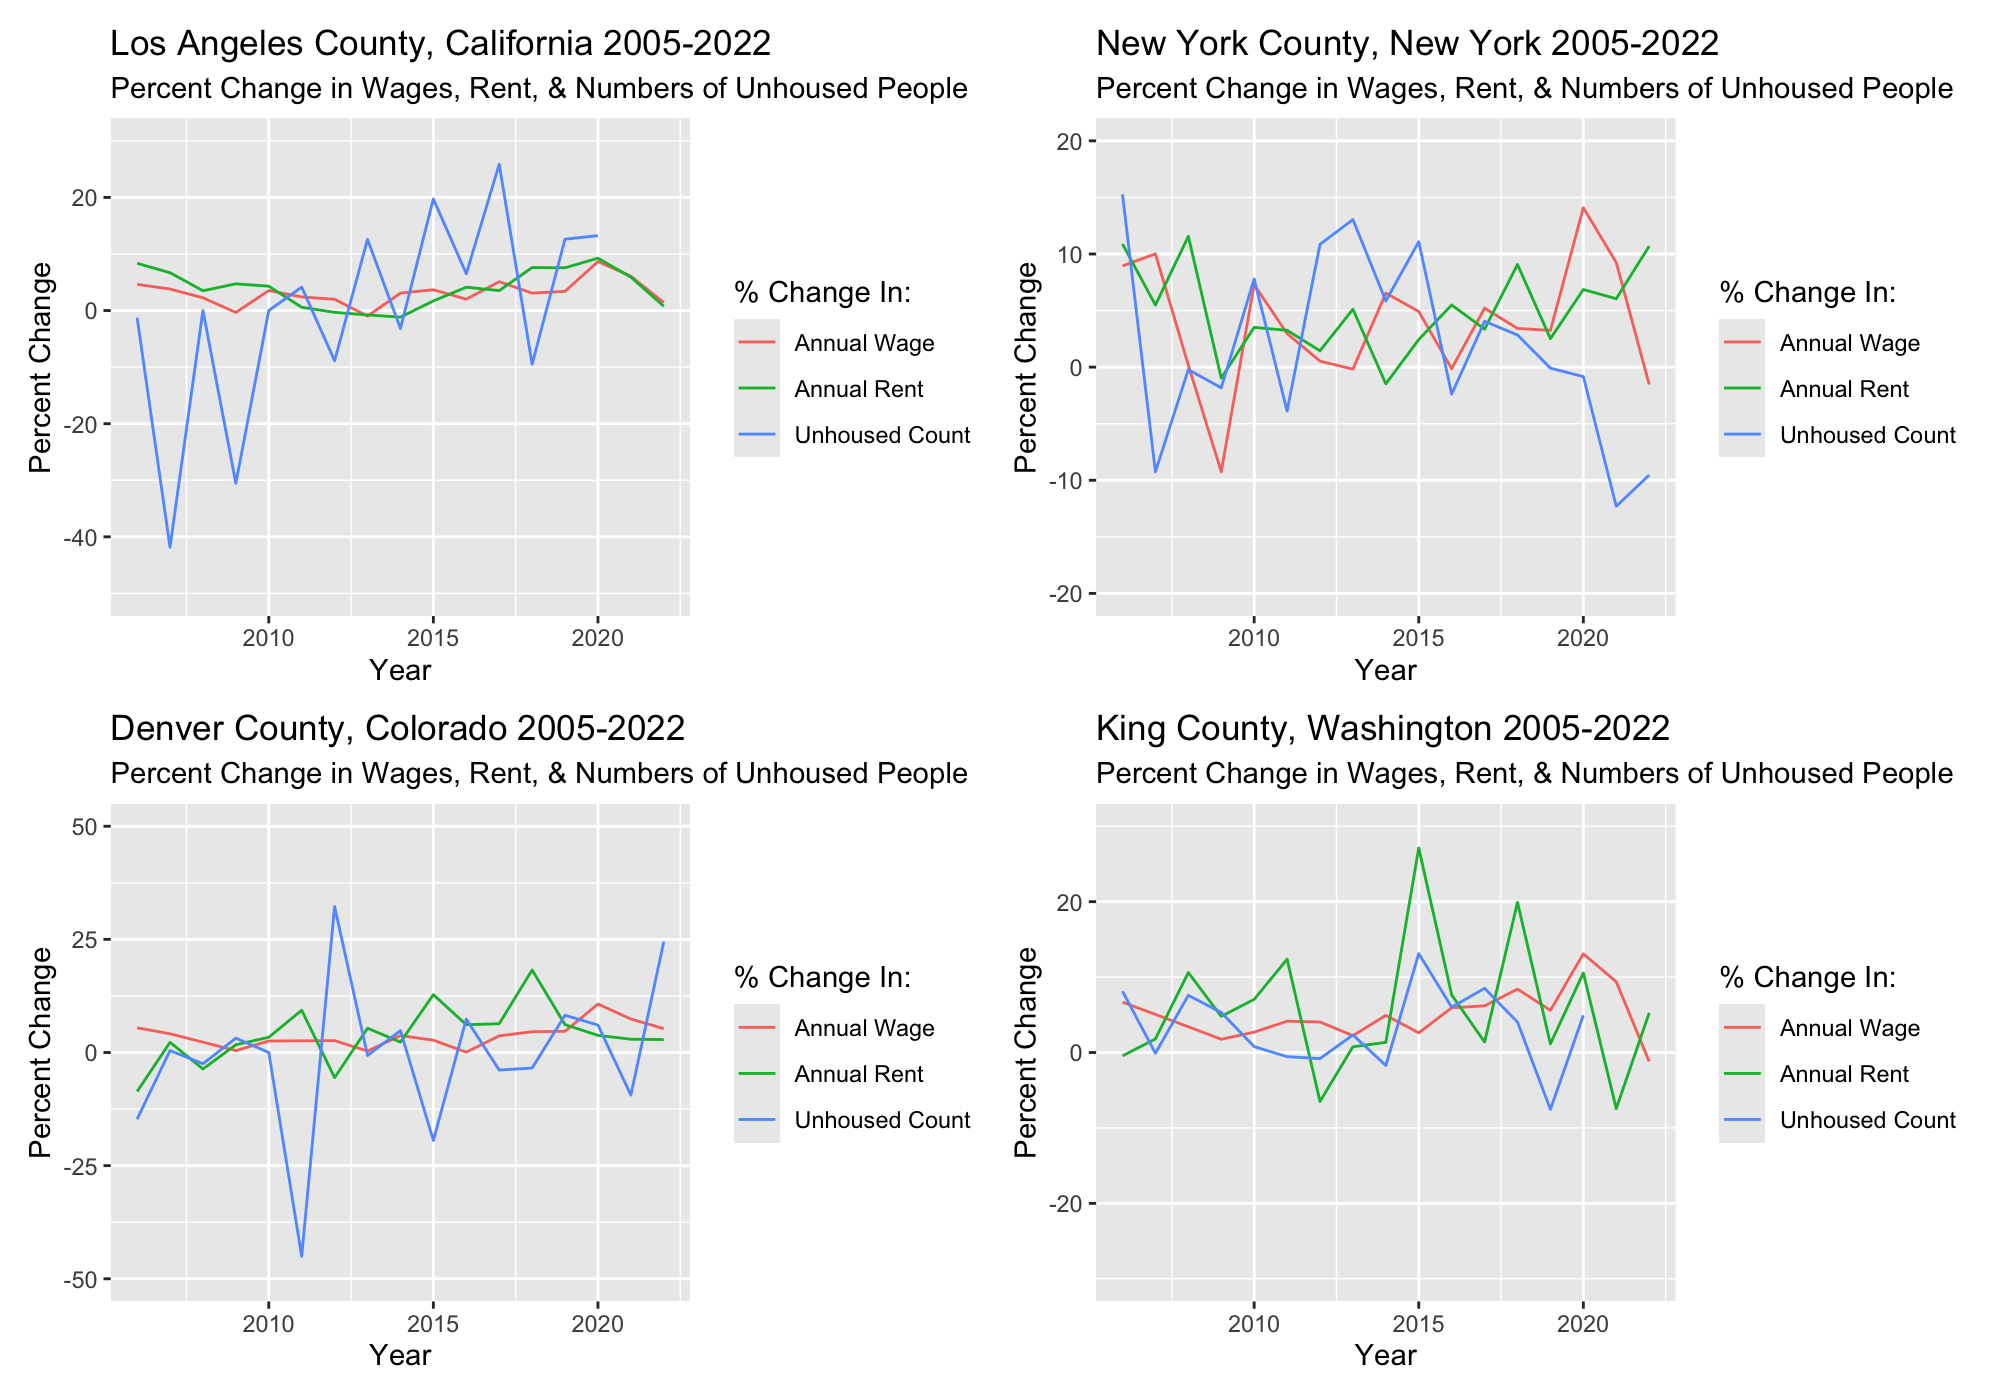 Los Angeles County, California 2005-2022
Percent Change in Wages, Rent, & Numbers of Unhoused People
20
0
-20
-40
Percent Change
2010
2015
2020
Year
% Change In:
Annual Wage
Annual Rent
Unhoused Count
New York County, New York 2005-2022
Percent Change in Wages, Rent, & Numbers of Unhoused People
20
10
0
-10
-20
Percent Change
2010
2015
2020
Year
% Change In:
Annual Wage
Annual Rent
Unhoused Count
Denver County, Colorado 2005-2022
Percent Change in Wages, Rent, & Numbers of Unhoused People
50
25
0
-25
-50
Percent Change
2010
2015
2020
Year
% Change In:
Annual Wage
Annual Rent
Unhoused Count
King County, Washington 2005-2022
Percent Change in Wages, Rent, & Numbers of Unhoused People
20
0
-20
Percent Change
2010
2015
2020
Year
% Change In:
Annual Wage
Annual Rent
Unhoused Count